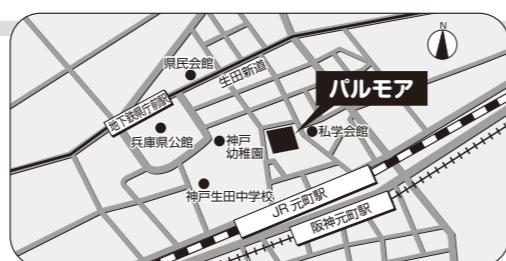 N
県民会館
生田新道
パルモア
地下鉄県庁前駅
兵庫県公館
神戸
幼稚園
私学会館
神戸生田中学校
JR 元町駅
阪神元町駅